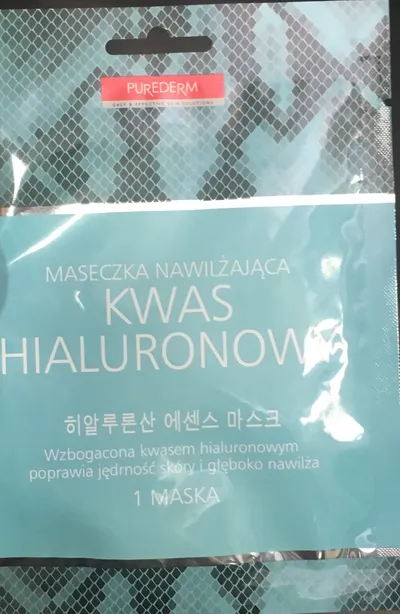 PUREDERM
EASY & EFFECTIVE SKIN SOLUTIONS
MASECZKA NAWILŻAJĄCA
KWAS
HIALURONOWY
히알루론산 에센스 마스크
Wzbogacona kwasem hialuronowym
poprawia jędrność skóry i głęboko nawilża
1 MASKA